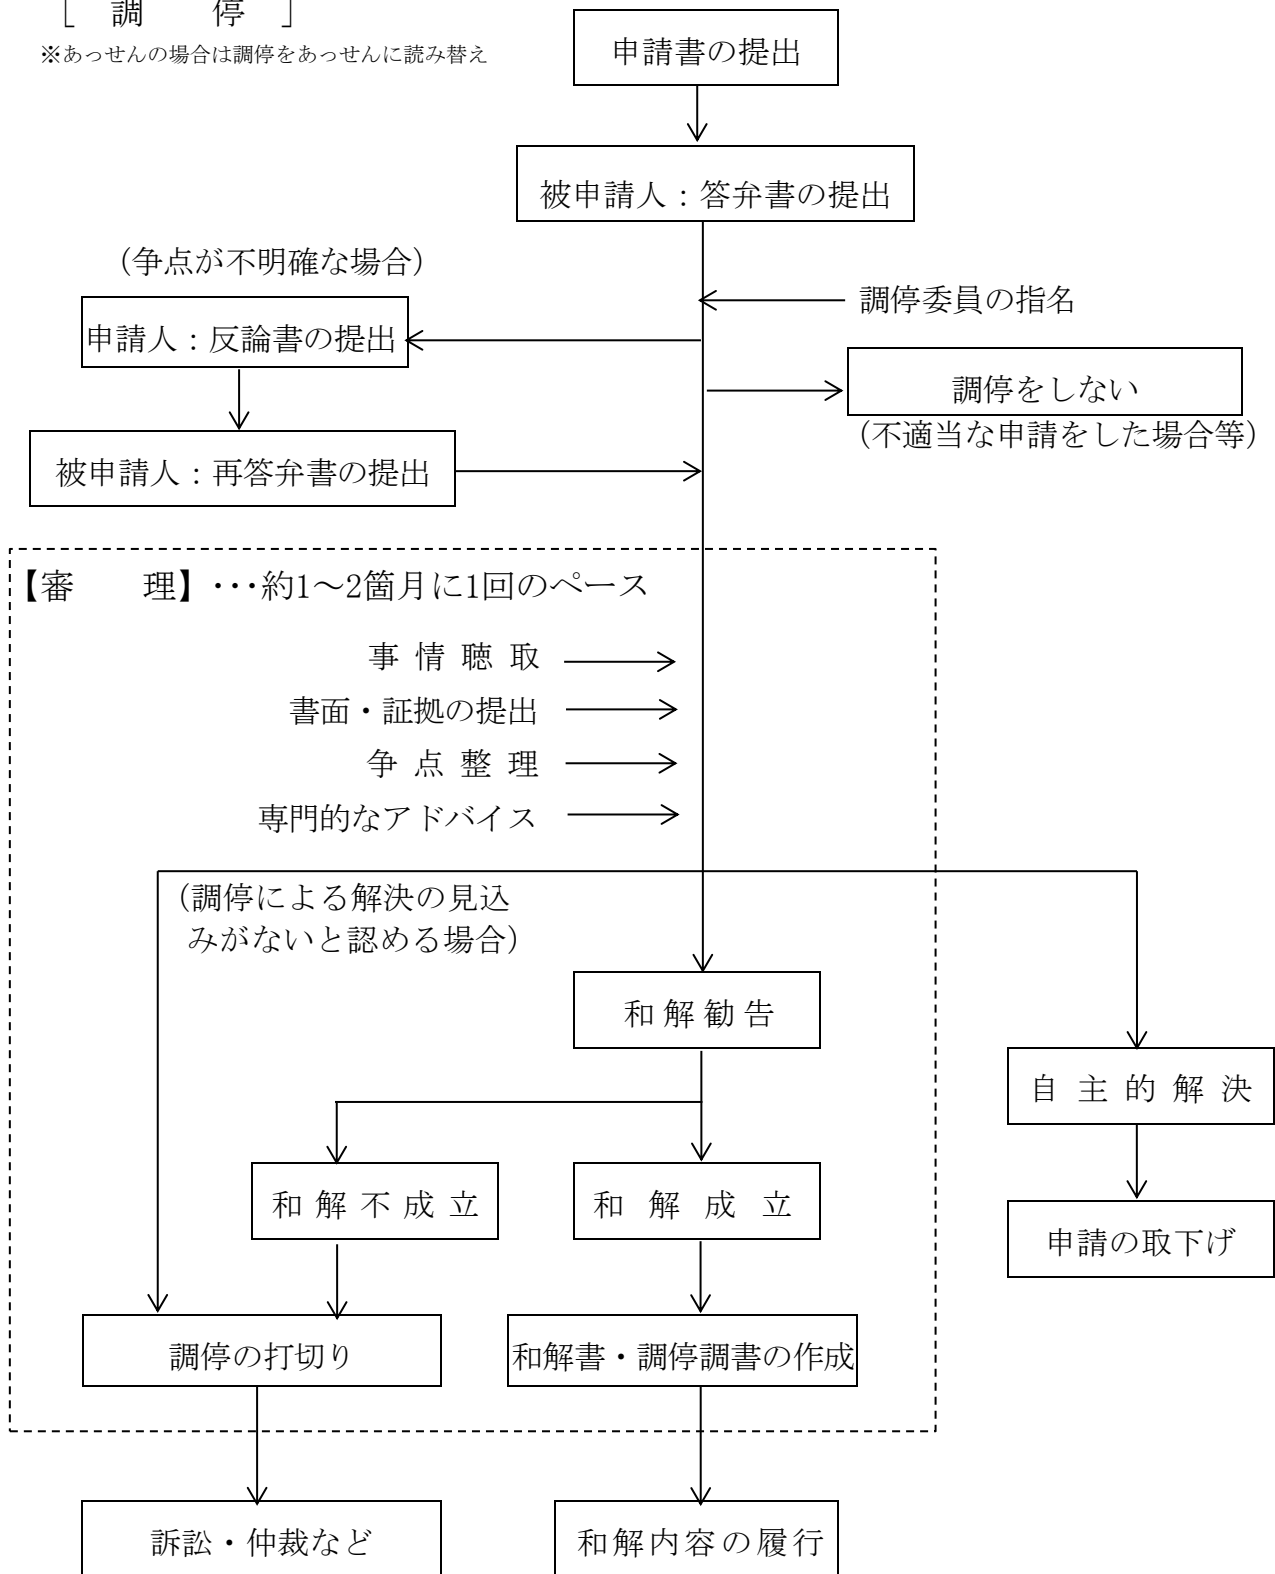 ［　調　　停　］
※あっせんの場合は調停をあっせんに読み替え
申請書の提出
被申請人：答弁書の提出
（争点が不明確な場合）
調停委員の指名
申請人：反論書の提出
調停をしない
（不適当な申請をした場合等）
被申請人：再答弁書の提出
【審　　理】･･･約1～2箇月に1回のペース
事 情 聴 取
書面・証拠の提出
争 点 整 理
専門的なアドバイス
（調停による解決の見込
みがないと認める場合）
和 解 勧 告
自 主 的 解 決
和 解 不 成 立
和 解 成 立
申請の取下げ
調停の打切り
和解書・調停調書の作成
訴訟・仲裁など
和解内容の履行